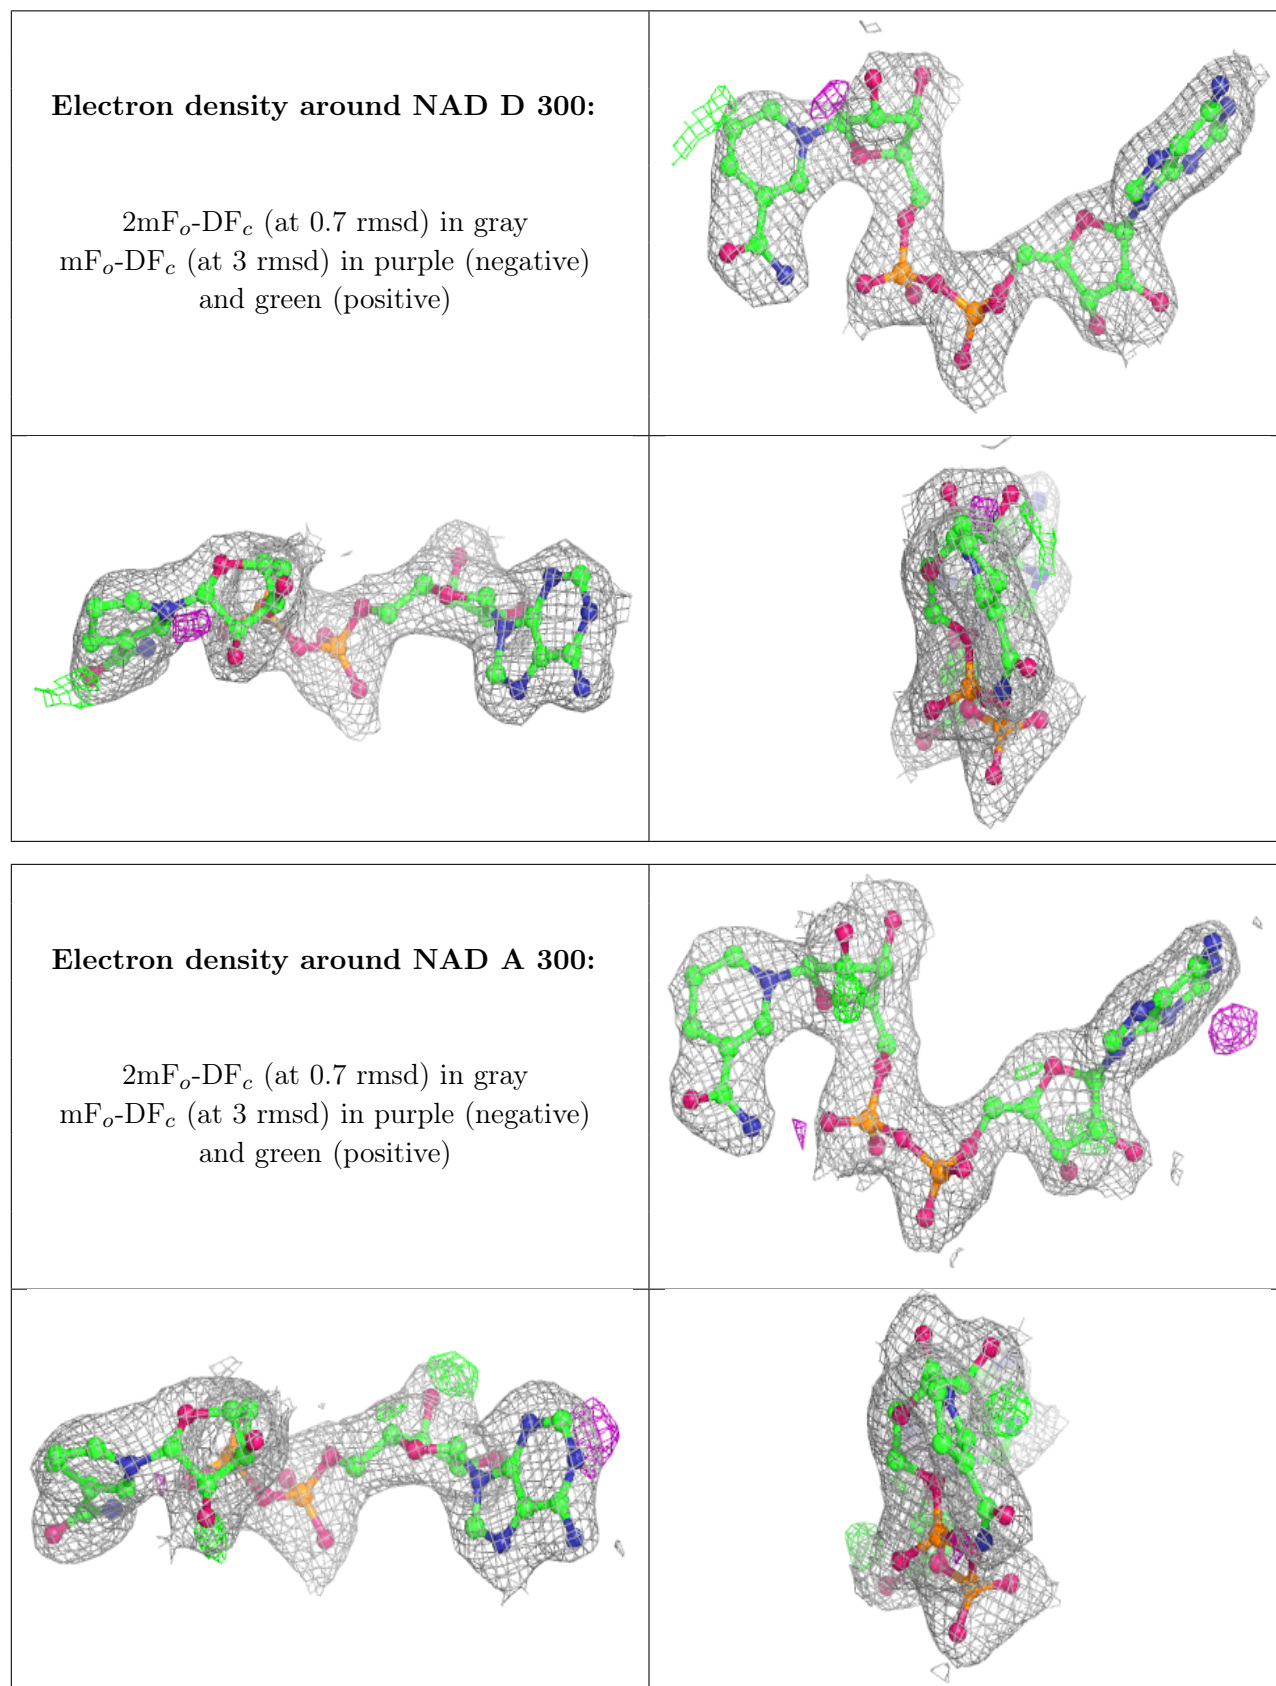 Electron density around NAD D 300:
2mFo-DFc (at 0.7 rmsd) in gray
mFo-DFc (at 3 rmsd) in purple (negative)
and green (positive)
Electron density around NAD A 300:
2mFo-DFc (at 0.7 rmsd) in gray
mFo-DFc (at 3 rmsd) in purple (negative)
and green (positive)